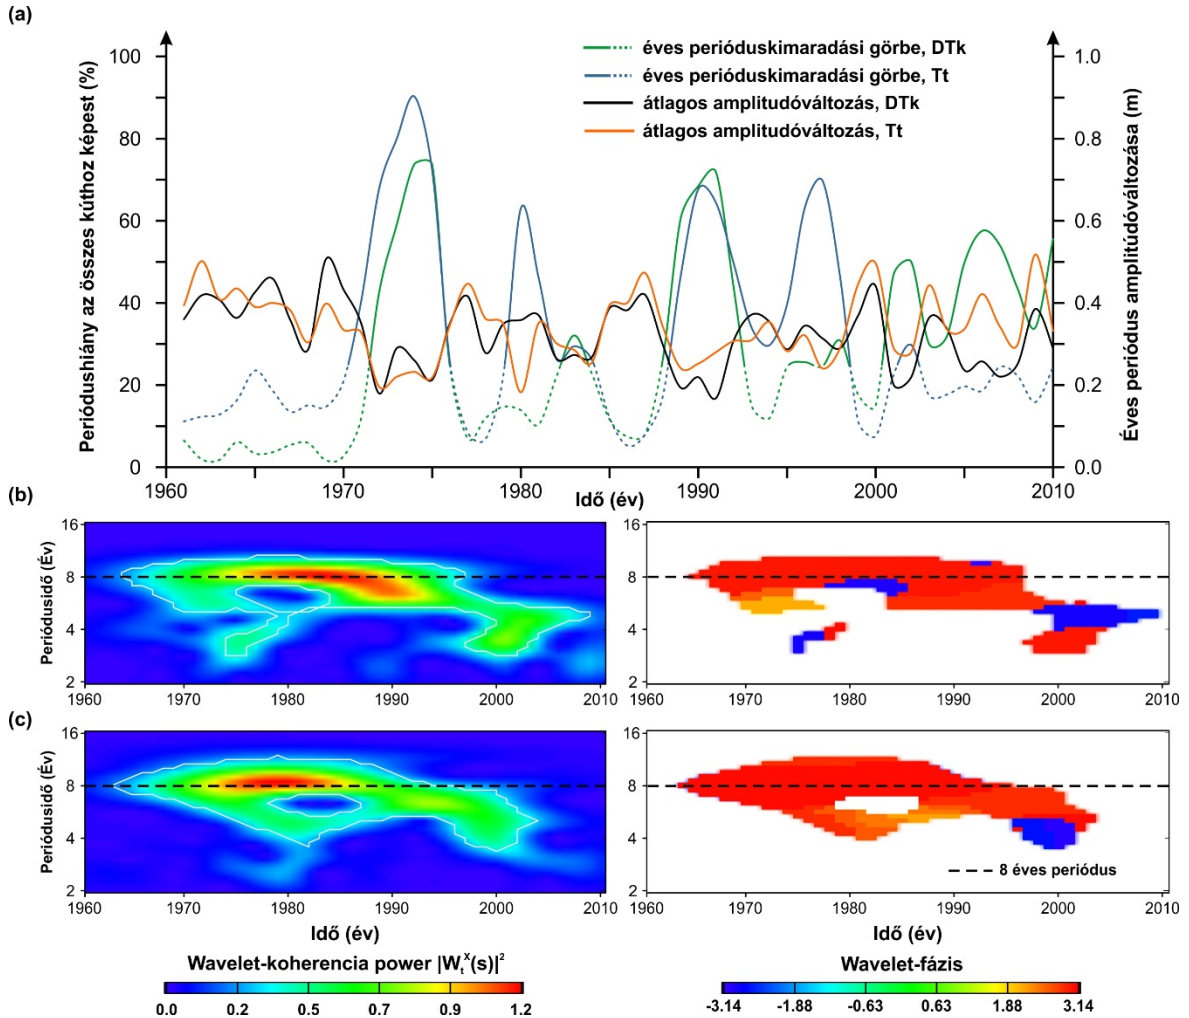 (a)
Periódushiány az összes kúthoz képest (%)
100
80
60
40
20
0
éves perióduskimaradási görbe, DTk
éves perióduskimaradási görbe, Tt
átlagos amplitudóváltozás, DTk
átlagos amplitudóváltozás, Tt
1.0
0.8
0.6
0.4
0.2
0.0
Éves periódus amplitúdóváltozása (m)
1960 1970 1980 1990 2000 2010
Idő (év)
(b)
Periódusidő (Év)
16
8
4
2
1960 1970 1980 1990 2000 2010
16
8
4
2
1960 1970 1980 1990 2000 2010
(c)
Periódusidő (Év)
16
8
4
2
1960 1970 1980 1990 2000 2010
Idő (év)
16
8
4
2
8 éves periódus
1960 1970 1980 1990 2000 2010
Idő (év)
Wavelet-koherencia power |Wₜˣ(s)|²
0.0 0.2 0.5 0.7 0.9 1.2
Wavelet-fázis
-3.14 -1.88 -0.63 0.63 1.88 3.14